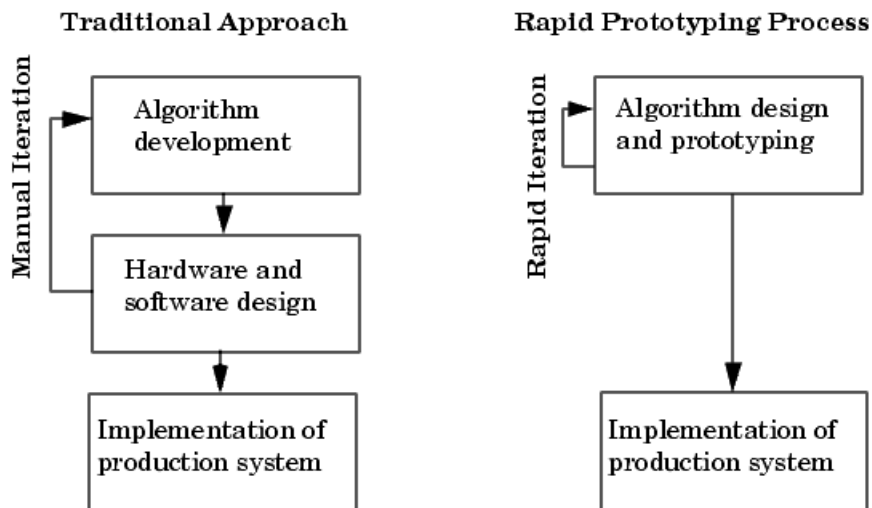 Traditional Approach
Manual Iteration
Algorithm
development
Hardware and
software design
Implementation of
production system
Rapid Prototyping Process
Rapid Iteration
Algorithm design
and prototyping
Implementation of
production system